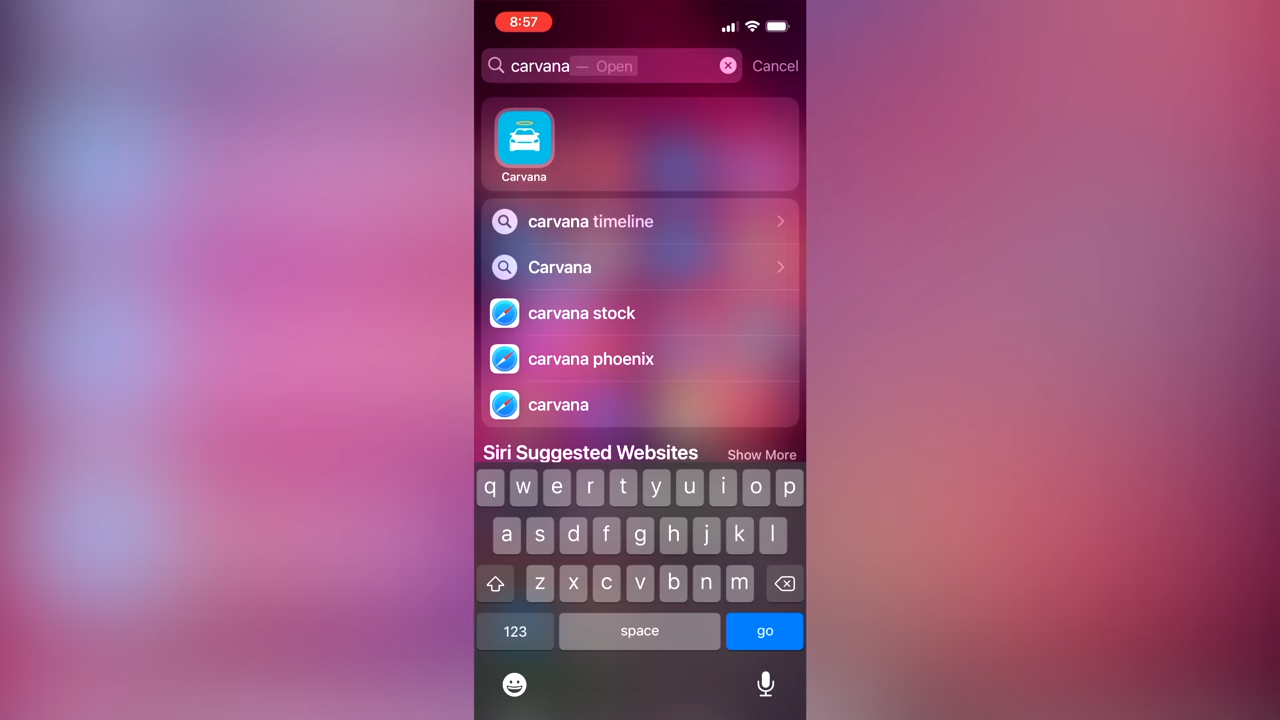 8:57
carvana — Open
Cancel
Carvana
carvana timeline
Carvana
carvana stock
carvana phoenix
carvana
Siri Suggested Websites
Show More
q w e r t y u i o p
a s d f g h j k l
z x c v b n m
123 space go